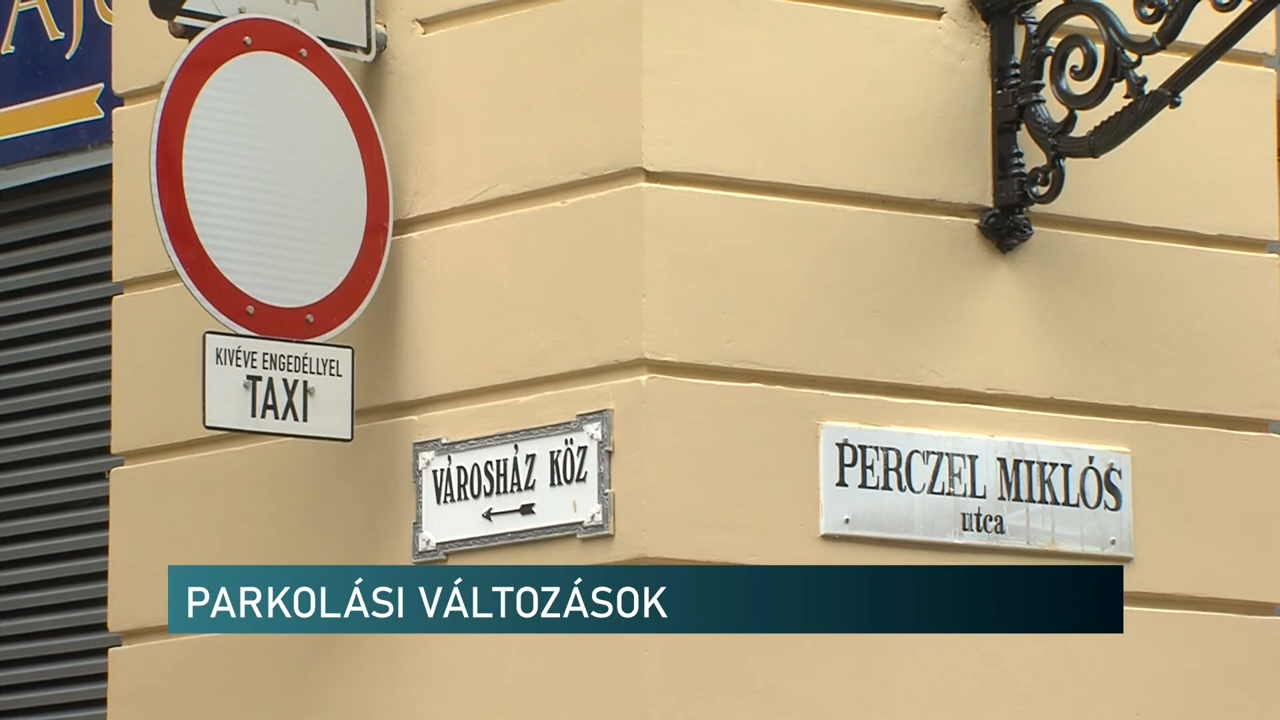 KIVÉVE ENGEDÉLLYEL
TAXI
VÁROSHÁZ KÖZ
PERCZEL MIKLÓS
utca
PARKOLÁSI VÁLTOZÁSOK